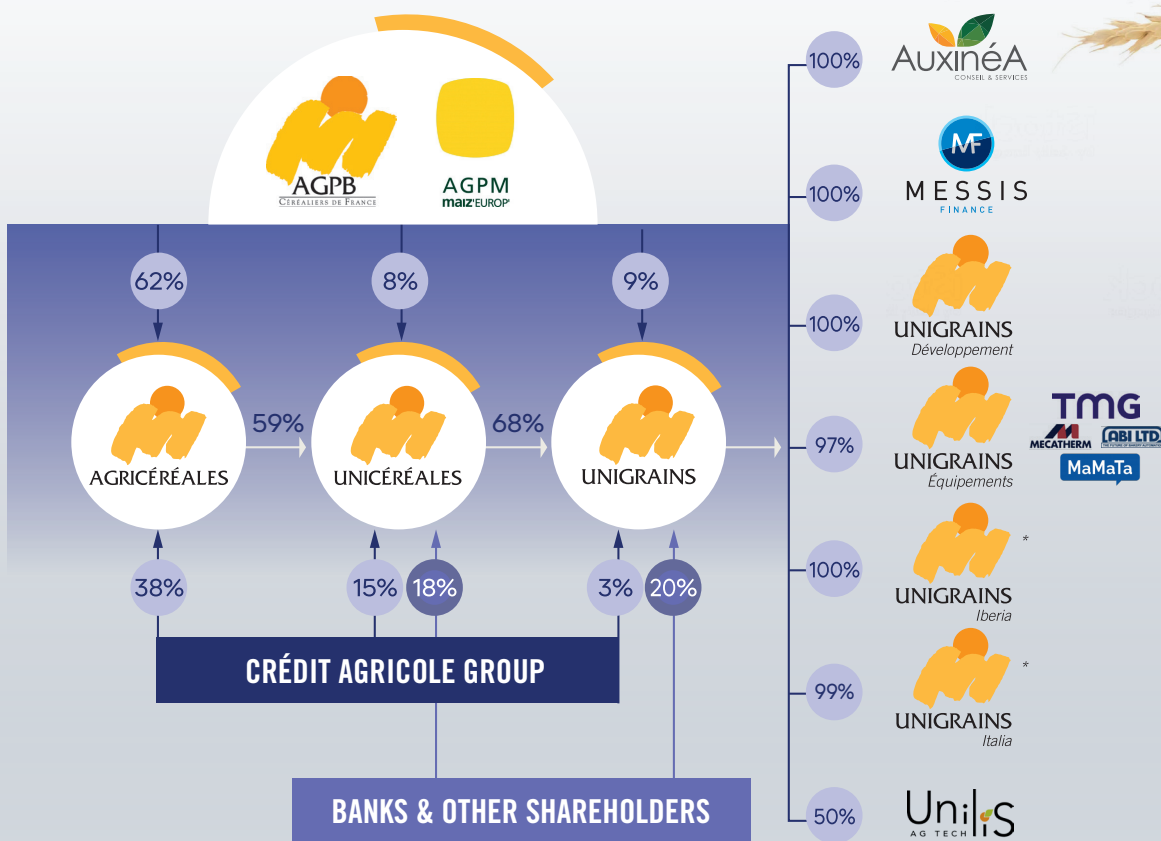 AGPB
CÉRÉALIERS DE FRANCE
AGPM
maïz'EUROP'
62%
8%
9%
AGRICÉRÉALES
59%
UNICÉRÉALES
68%
UNIGRAINS
38%
15%
18%
3%
20%
CRÉDIT AGRICOLE GROUP
BANKS & OTHER SHAREHOLDERS
100%
AUXINÉA
CONSEIL & SERVICES
100%
MF
MESSIS
FINANCE
100%
UNIGRAINS
Développement
97%
UNIGRAINS
Équipements
TMG
MECATHERM
ABI LTD
MaMaTa
100%
UNIGRAINS *
Iberia
99%
UNIGRAINS *
Italia
50%
UniliS
AG TECH